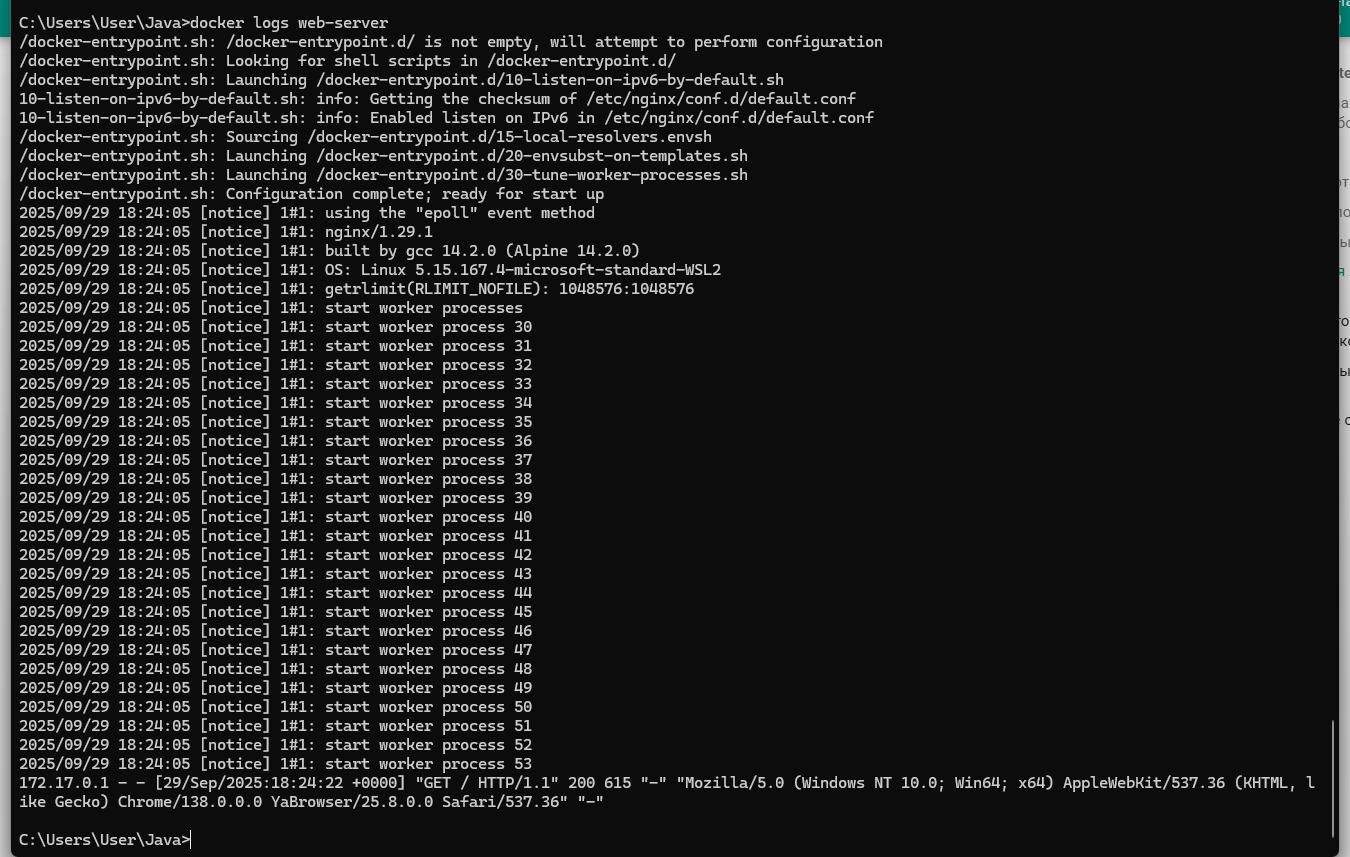 C:\Users\User\Java>docker logs web-server
/docker-entrypoint.sh: /docker-entrypoint.d/ is not empty, will attempt to perform configuration
/docker-entrypoint.sh: Looking for shell scripts in /docker-entrypoint.d/
/docker-entrypoint.sh: Launching /docker-entrypoint.d/10-listen-on-ipv6-by-default.sh
10-listen-on-ipv6-by-default.sh: info: Getting the checksum of /etc/nginx/conf.d/default.conf
10-listen-on-ipv6-by-default.sh: info: Enabled listen on IPv6 in /etc/nginx/conf.d/default.conf
/docker-entrypoint.sh: Sourcing /docker-entrypoint.d/15-local-resolvers.envsh
/docker-entrypoint.sh: Launching /docker-entrypoint.d/20-envsubst-on-templates.sh
/docker-entrypoint.sh: Launching /docker-entrypoint.d/30-tune-worker-processes.sh
/docker-entrypoint.sh: Configuration complete; ready for start up
2025/09/29 18:24:05 [notice] 1#1: using the "epoll" event method
2025/09/29 18:24:05 [notice] 1#1: nginx/1.29.1
2025/09/29 18:24:05 [notice] 1#1: built by gcc 14.2.0 (Alpine 14.2.0)
2025/09/29 18:24:05 [notice] 1#1: OS: Linux 5.15.167.4-microsoft-standard-WSL2
2025/09/29 18:24:05 [notice] 1#1: getrlimit(RLIMIT_NOFILE): 1048576:1048576
2025/09/29 18:24:05 [notice] 1#1: start worker processes
2025/09/29 18:24:05 [notice] 1#1: start worker process 30
2025/09/29 18:24:05 [notice] 1#1: start worker process 31
2025/09/29 18:24:05 [notice] 1#1: start worker process 32
2025/09/29 18:24:05 [notice] 1#1: start worker process 33
2025/09/29 18:24:05 [notice] 1#1: start worker process 34
2025/09/29 18:24:05 [notice] 1#1: start worker process 35
2025/09/29 18:24:05 [notice] 1#1: start worker process 36
2025/09/29 18:24:05 [notice] 1#1: start worker process 37
2025/09/29 18:24:05 [notice] 1#1: start worker process 38
2025/09/29 18:24:05 [notice] 1#1: start worker process 39
2025/09/29 18:24:05 [notice] 1#1: start worker process 40
2025/09/29 18:24:05 [notice] 1#1: start worker process 41
2025/09/29 18:24:05 [notice] 1#1: start worker process 42
2025/09/29 18:24:05 [notice] 1#1: start worker process 43
2025/09/29 18:24:05 [notice] 1#1: start worker process 44
2025/09/29 18:24:05 [notice] 1#1: start worker process 45
2025/09/29 18:24:05 [notice] 1#1: start worker process 46
2025/09/29 18:24:05 [notice] 1#1: start worker process 47
2025/09/29 18:24:05 [notice] 1#1: start worker process 48
2025/09/29 18:24:05 [notice] 1#1: start worker process 49
2025/09/29 18:24:05 [notice] 1#1: start worker process 50
2025/09/29 18:24:05 [notice] 1#1: start worker process 51
2025/09/29 18:24:05 [notice] 1#1: start worker process 52
2025/09/29 18:24:05 [notice] 1#1: start worker process 53
172.17.0.1 - - [29/Sep/2025:18:24:22 +0000] "GET / HTTP/1.1" 200 615 "-" "Mozilla/5.0 (Windows NT 10.0; Win64; x64) AppleWebKit/537.36 (KHTML, l
ike Gecko) Chrome/138.0.0.0 YaBrowser/25.8.0.0 Safari/537.36" "-"
C:\Users\User\Java>